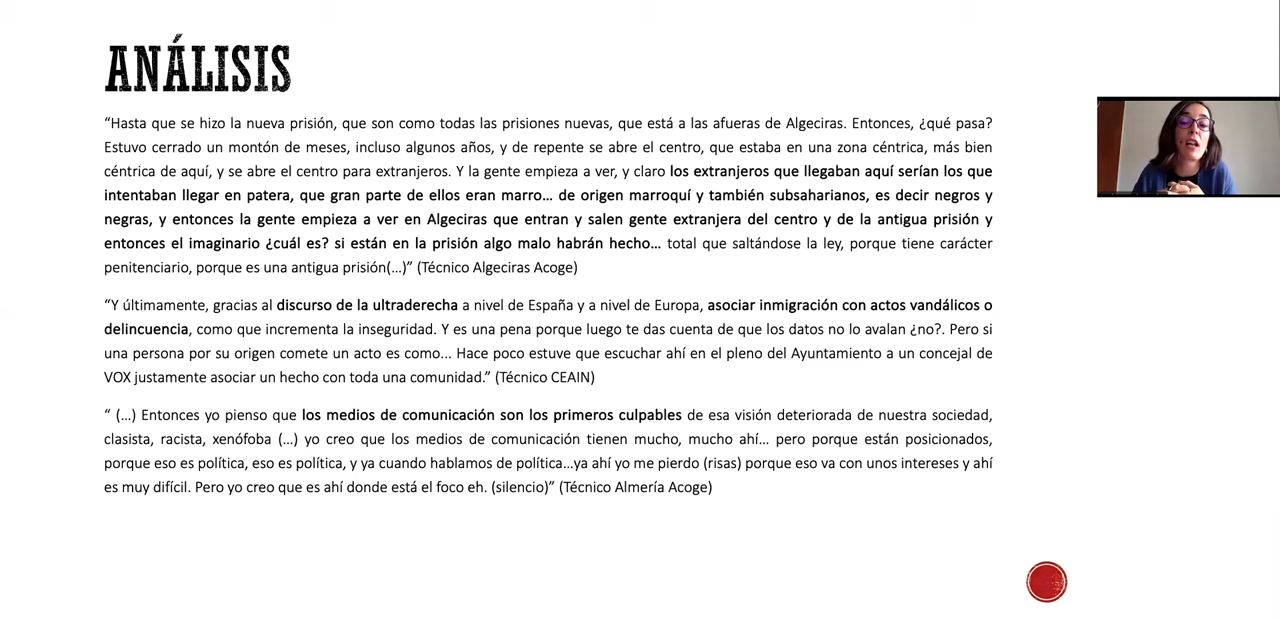 ANÁLISIS
“Hasta que se hizo la nueva prisión, que son como todas las prisiones nuevas, que está a las afueras de Algeciras. Entonces, ¿qué pasa?
Estuvo cerrado un montón de meses, incluso algunos años, y de repente se abre el centro, que estaba en una zona céntrica, más bien
céntrica de aquí, y se abre el centro para extranjeros. Y la gente empieza a ver, y claro los extranjeros que llegaban aquí serían los que
intentaban llegar en patera, que gran parte de ellos eran marro… de origen marroquí y también subsaharianos, es decir negros y
negras, y entonces la gente empieza a ver en Algeciras que entran y salen gente extranjera del centro y de la antigua prisión y
entonces el imaginario ¿cuál es? si están en la prisión algo malo habrán hecho… total que saltándose la ley, porque tiene carácter
penitenciario, porque es una antigua prisión(…)” (Técnico Algeciras Acoge)
“Y últimamente, gracias al discurso de la ultraderecha a nivel de España y a nivel de Europa, asociar inmigración con actos vandálicos o
delincuencia, como que incrementa la inseguridad. Y es una pena porque luego te das cuenta de que los datos no lo avalan ¿no?. Pero si
una persona por su origen comete un acto es como... Hace poco estuve que escuchar ahí en el pleno del Ayuntamiento a un concejal de
VOX justamente asociar un hecho con toda una comunidad.” (Técnico CEAIN)
“ (…) Entonces yo pienso que los medios de comunicación son los primeros culpables de esa visión deteriorada de nuestra sociedad,
clasista, racista, xenófoba (…) yo creo que los medios de comunicación tienen mucho, mucho ahí… pero porque están posicionados,
porque eso es política, eso es política, y ya cuando hablamos de política…ya ahí yo me pierdo (risas) porque eso va con unos intereses y ahí
es muy difícil. Pero yo creo que es ahí donde está el foco eh. (silencio)” (Técnico Almería Acoge)